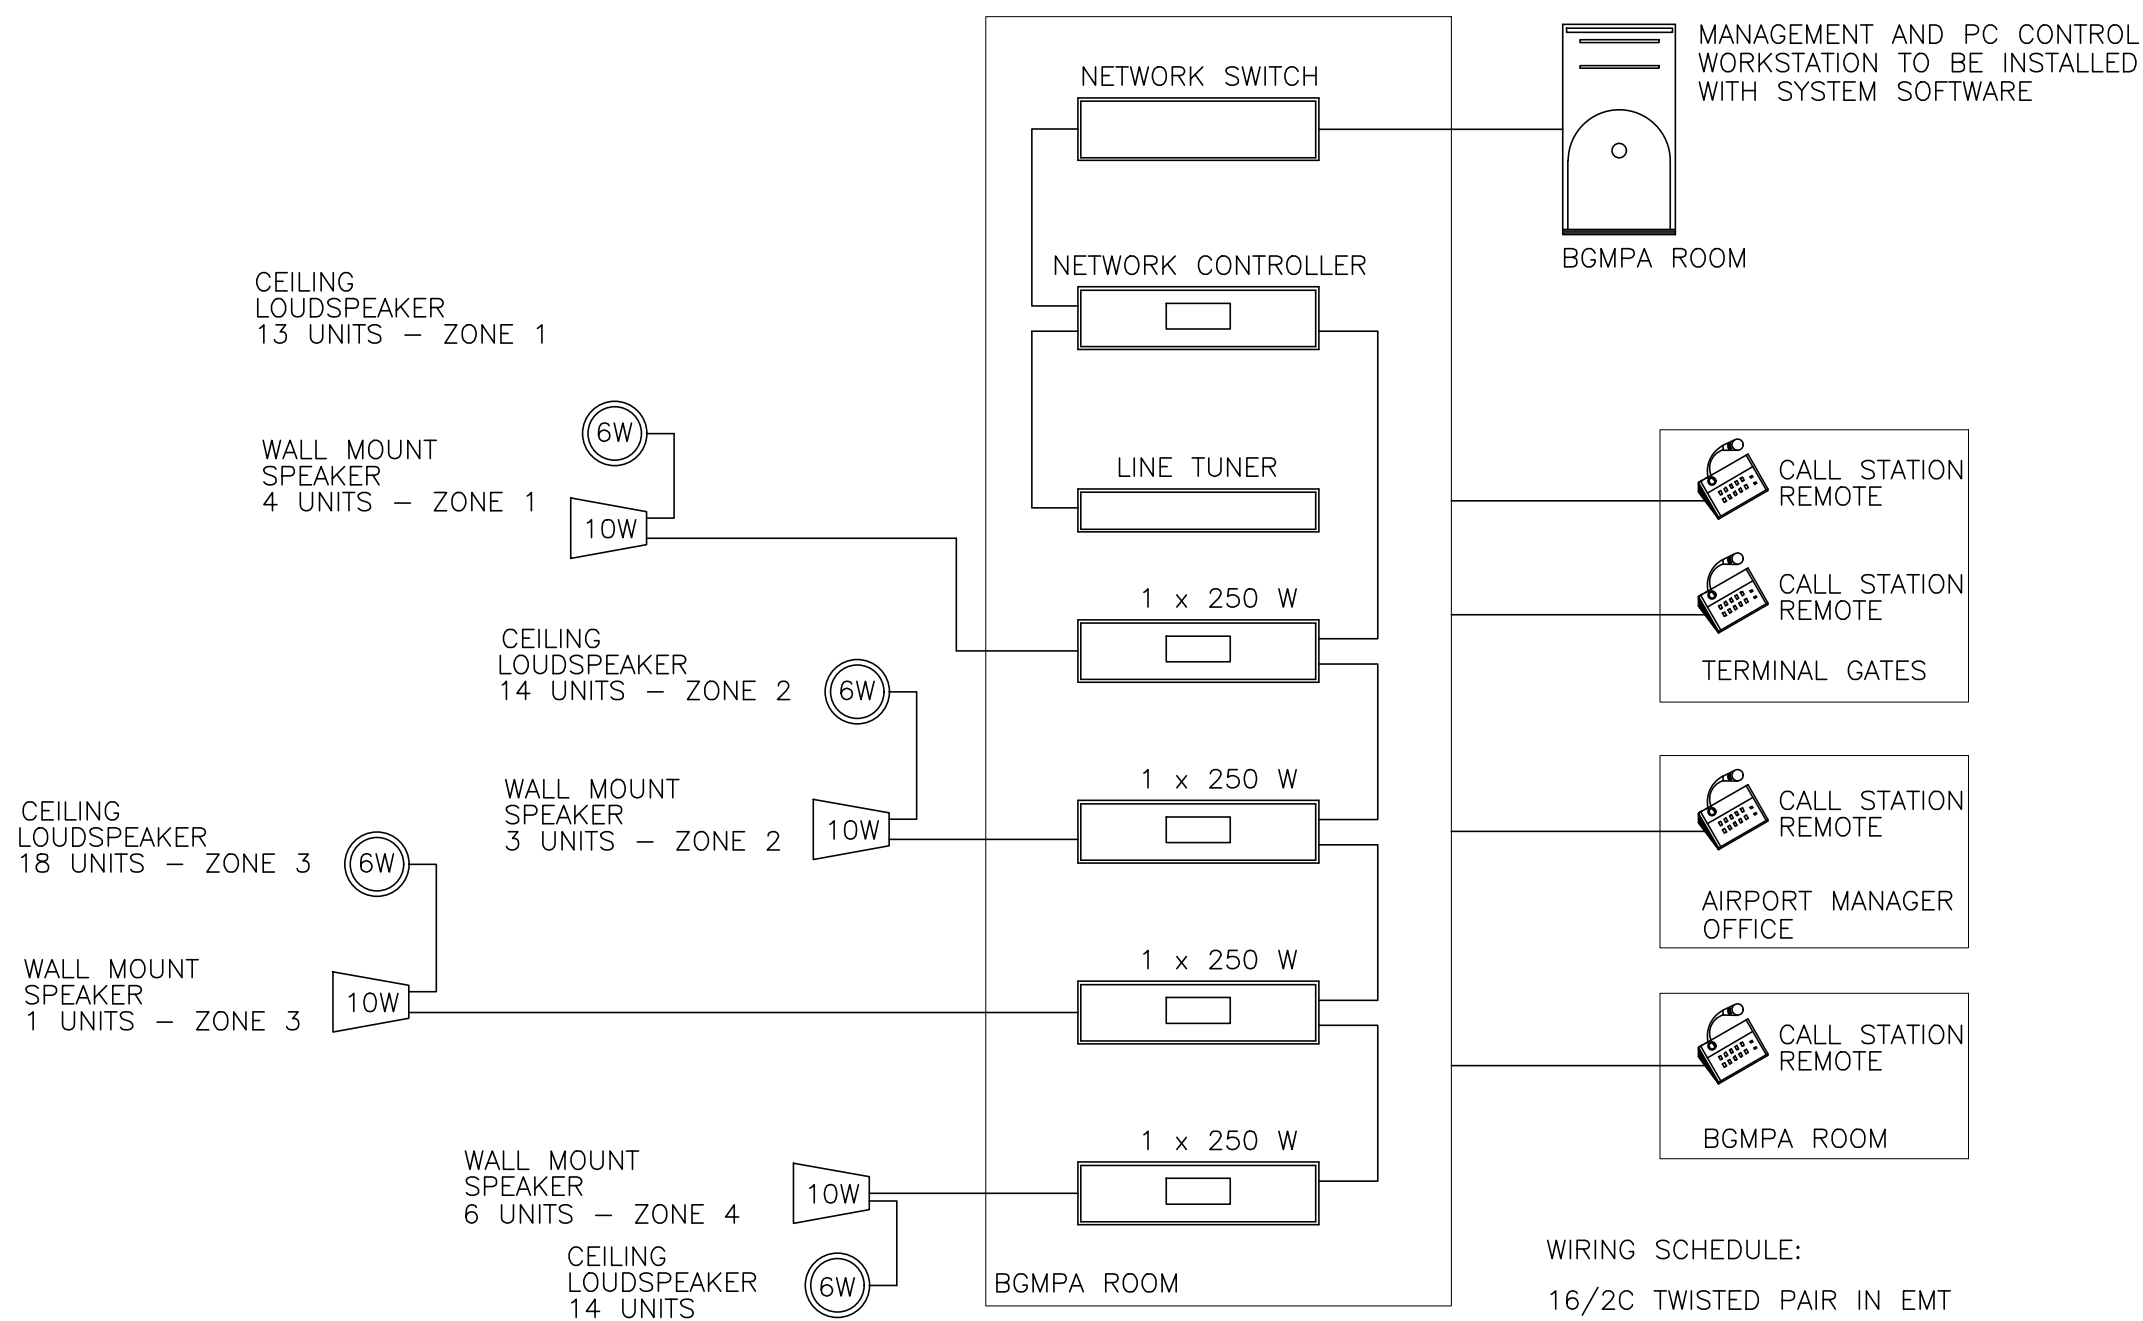 MANAGEMENT AND PC CONTROL
WORKSTATION TO BE INSTALLED
WITH SYSTEM SOFTWARE
BGMPA ROOM
NETWORK SWITCH
NETWORK CONTROLLER
LINE TUNER
CEILING
LOUDSPEAKER
13 UNITS – ZONE 1
6W
WALL MOUNT
SPEAKER
4 UNITS – ZONE 1
10W
1 x 250 W
CEILING
LOUDSPEAKER
14 UNITS – ZONE 2
6W
WALL MOUNT
SPEAKER
3 UNITS – ZONE 2
10W
1 x 250 W
CEILING
LOUDSPEAKER
18 UNITS – ZONE 3
6W
WALL MOUNT
SPEAKER
1 UNITS – ZONE 3
10W
1 x 250 W
WALL MOUNT
SPEAKER
6 UNITS – ZONE 4
10W
1 x 250 W
CEILING
LOUDSPEAKER
14 UNITS
6W
BGMPA ROOM
CALL STATION
REMOTE
CALL STATION
REMOTE
TERMINAL GATES
CALL STATION
REMOTE
AIRPORT MANAGER
OFFICE
CALL STATION
REMOTE
BGMPA ROOM
WIRING SCHEDULE:
16/2C TWISTED PAIR IN EMT